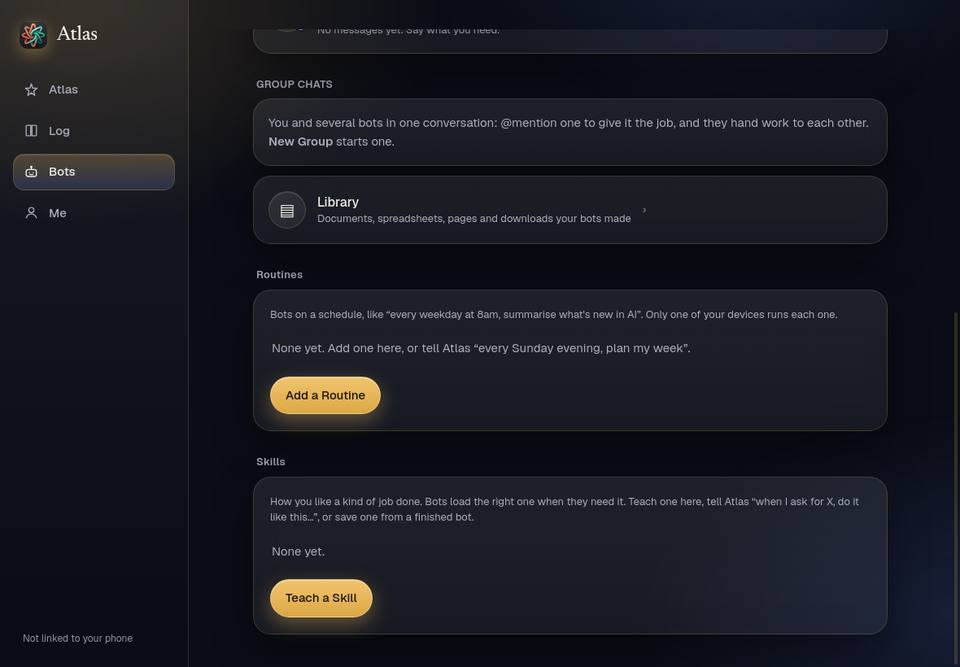 Atlas
Atlas
Log
Bots
Me
Not linked to your phone
No messages yet. Say what you need.
GROUP CHATS
You and several bots in one conversation: @mention one to give it the job, and they hand work to each other.
New Group starts one.
Library
Documents, spreadsheets, pages and downloads your bots made
Routines
Bots on a schedule, like “every weekday at 8am, summarise what's new in AI”. Only one of your devices runs each one.
None yet. Add one here, or tell Atlas “every Sunday evening, plan my week”.
Add a Routine
Skills
How you like a kind of job done. Bots load the right one when they need it. Teach one here, tell Atlas “when I ask for X, do it
like this…”, or save one from a finished bot.
None yet.
Teach a Skill